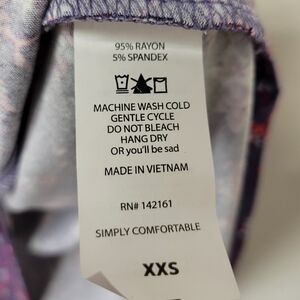 95% RAYON
5% SPANDEX
MACHINE WASH COLD
GENTLE CYCLE
DO NOT BLEACH
HANG DRY
OR you'll be sad
MADE IN VIETNAM
RN# 142161
SIMPLY COMFORTABLE
XXS